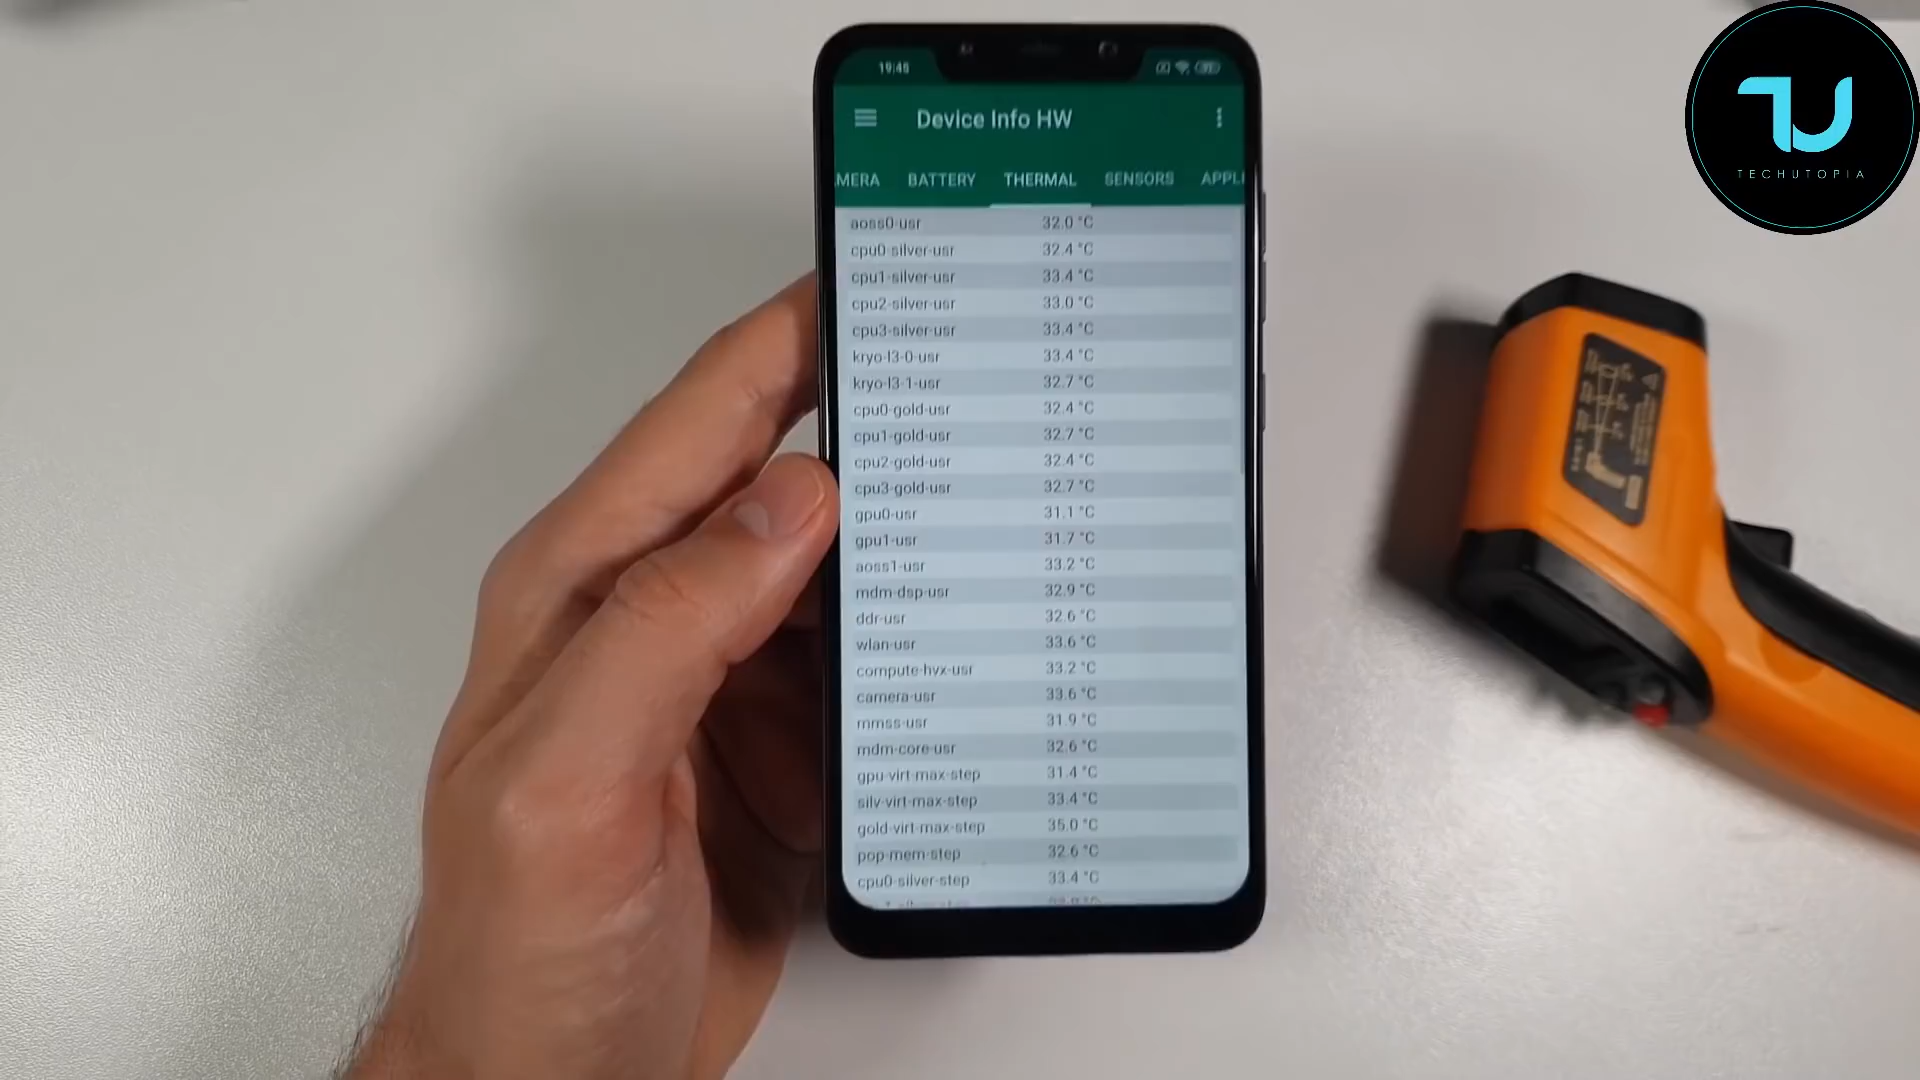 19:45
Device Info HW
MERA BATTERY THERMAL SENSORS APPLI
aoss0-usr 32.0 °C
cpu0-silver-usr 32.4 °C
cpu1-silver-usr 33.4 °C
cpu2-silver-usr 33.0 °C
cpu3-silver-usr 33.4 °C
kryo-l3-0-usr 33.4 °C
kryo-l3-1-usr 32.7 °C
cpu0-gold-usr 32.4 °C
cpu1-gold-usr 32.7 °C
cpu2-gold-usr 32.4 °C
cpu3-gold-usr 32.7 °C
gpu0-usr 31.1 °C
gpu1-usr 31.7 °C
aoss1-usr 33.2 °C
mdm-dsp-usr 32.9 °C
ddr-usr 32.6 °C
wlan-usr 33.6 °C
compute-hvx-usr 33.2 °C
camera-usr 33.6 °C
mmss-usr 31.9 °C
mdm-core-usr 32.6 °C
gpu-virt-max-step 31.4 °C
silv-virt-max-step 33.4 °C
gold-virt-max-step 35.0 °C
pop-mem-step 32.6 °C
cpu0-silver-step 33.4 °C
TU
TECHUTOPIA